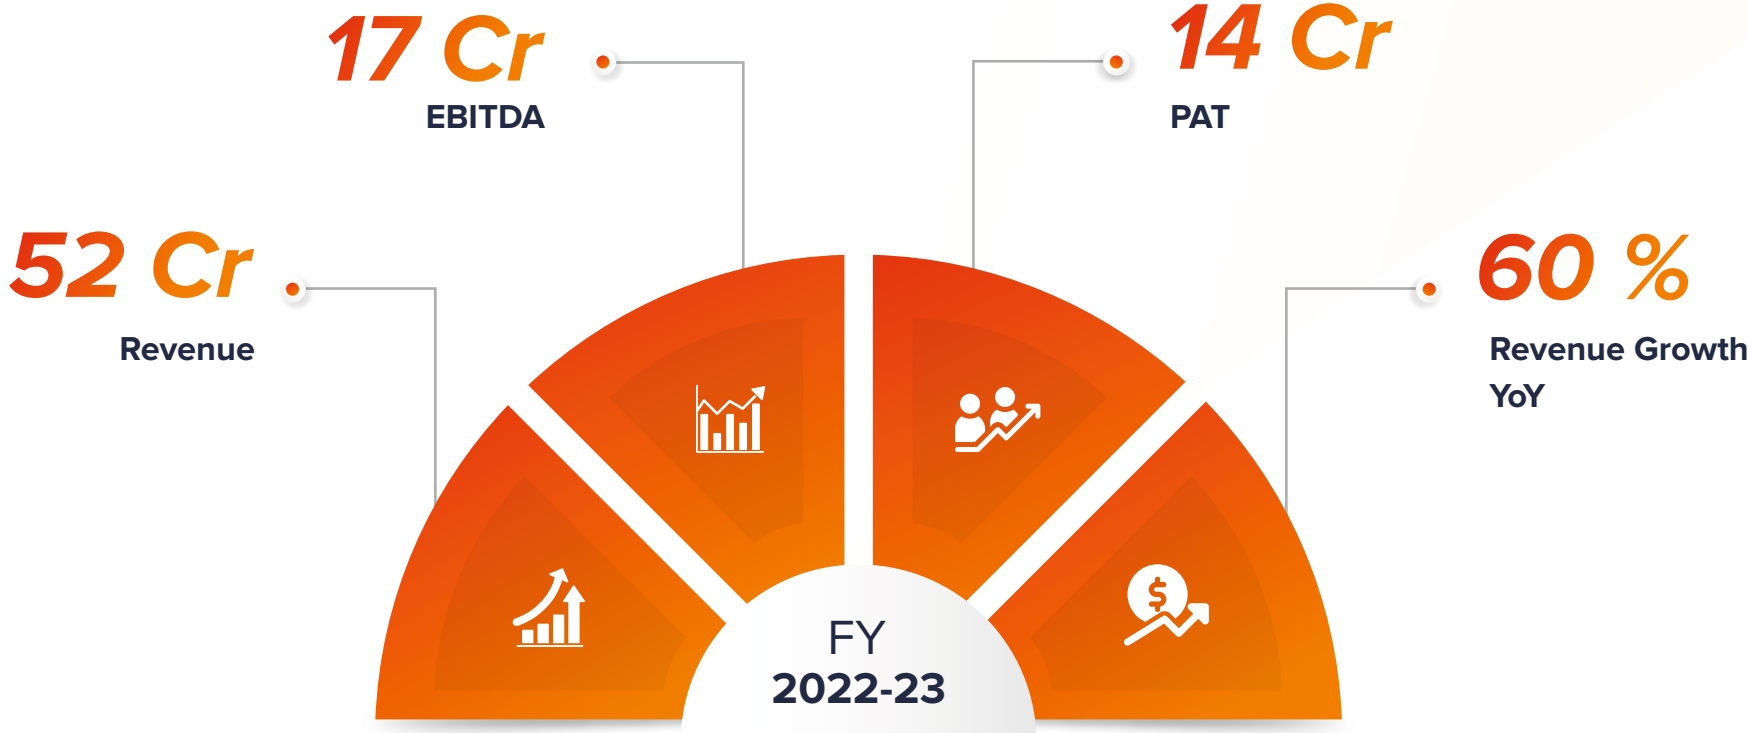 17 Cr
EBITDA
14 Cr
PAT
52 Cr
Revenue
60 %
Revenue Growth
YoY
$
FY
2022-23